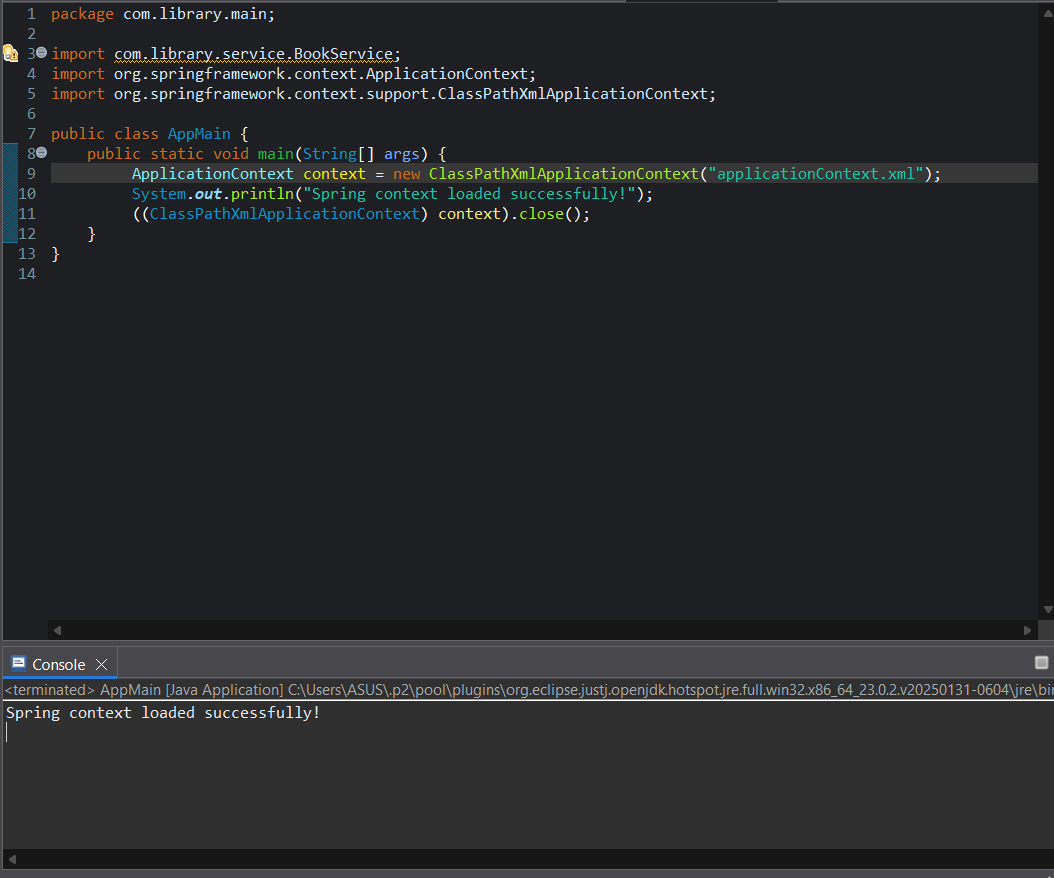 1 package com.library.main;
2
3 import com.library.service.BookService;
4 import org.springframework.context.ApplicationContext;
5 import org.springframework.context.support.ClassPathXmlApplicationContext;
6
7 public class AppMain {
8     public static void main(String[] args) {
9          ApplicationContext context = new ClassPathXmlApplicationContext("applicationContext.xml");
10          System.out.println("Spring context loaded successfully!");
11          ((ClassPathXmlApplicationContext) context).close();
12     }
13 }
14
Console
<terminated> AppMain [Java Application] C:\Users\ASUS\.p2\pool\plugins\org.eclipse.justj.openjdk.hotspot.jre.full.win32.x86_64_23.0.2.v20250131-0604\jre\bin
Spring context loaded successfully!